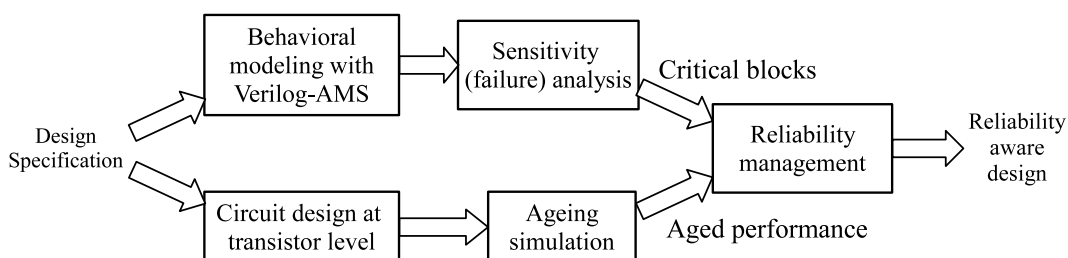 Design
Specification
Behavioral
modeling with
Verilog-AMS
Sensitivity
(failure) analysis
Critical blocks
Circuit design at
transistor level
Ageing
simulation
Aged performance
Reliability
management
Reliability
aware
design